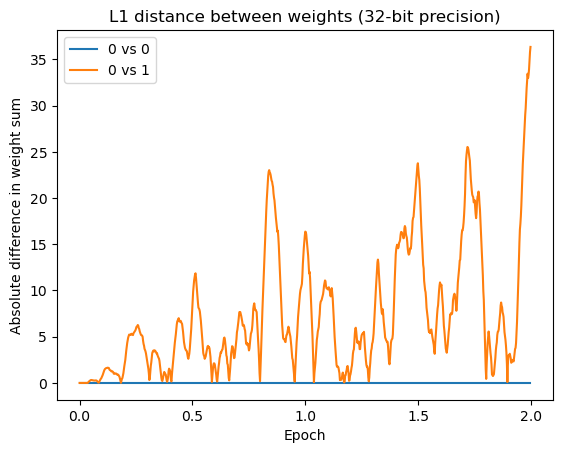 L1 distance between weights (32-bit precision)
0 vs 0
0 vs 1
Absolute difference in weight sum
35
30
25
20
15
10
5
0
0.0 0.5 1.0 1.5 2.0
Epoch